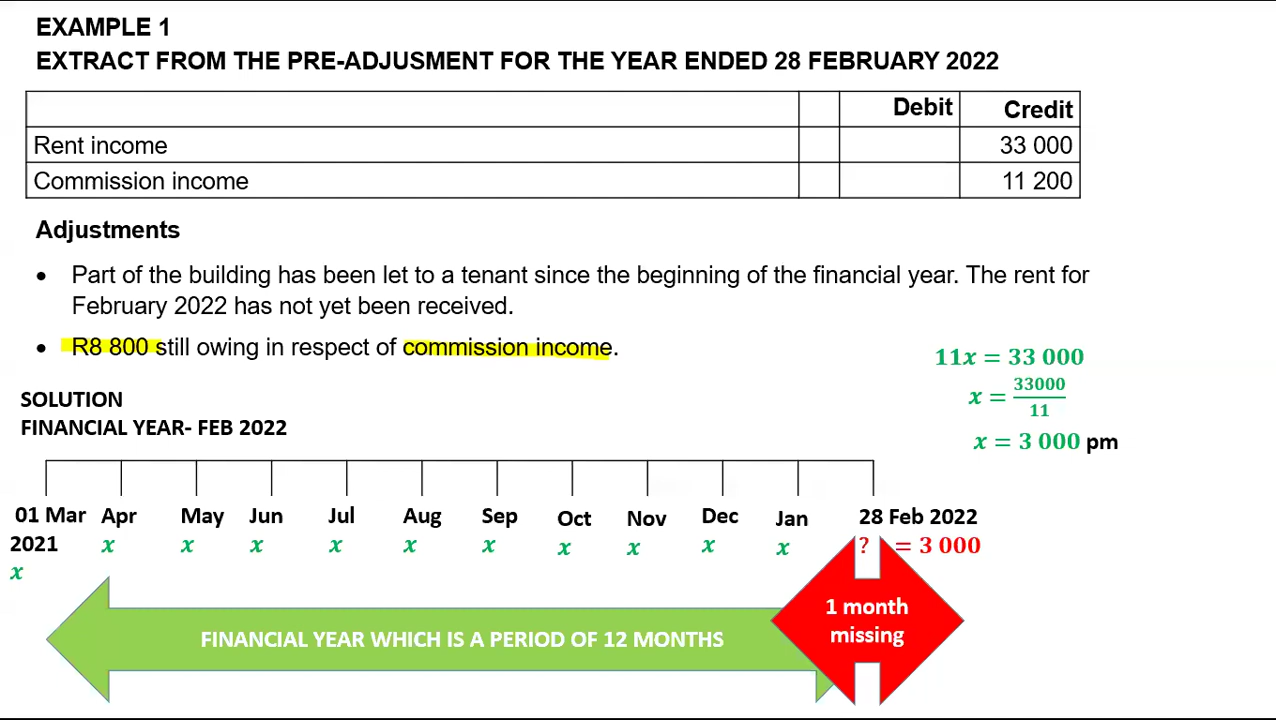 EXAMPLE 1
EXTRACT FROM THE PRE-ADJUSMENT FOR THE YEAR ENDED 28 FEBRUARY 2022
Debit Credit
Rent income 33 000
Commission income 11 200
Adjustments
• Part of the building has been let to a tenant since the beginning of the financial year. The rent for
February 2022 has not yet been received.
• R8 800 still owing in respect of commission income.
11x = 33 000
x = 33000/11
x = 3 000 pm
SOLUTION
FINANCIAL YEAR- FEB 2022
01 Mar Apr May Jun Jul Aug Sep Oct Nov Dec Jan 28 Feb 2022
2021 x x x x x x x x x x ? = 3 000
x
1 month
missing
FINANCIAL YEAR WHICH IS A PERIOD OF 12 MONTHS